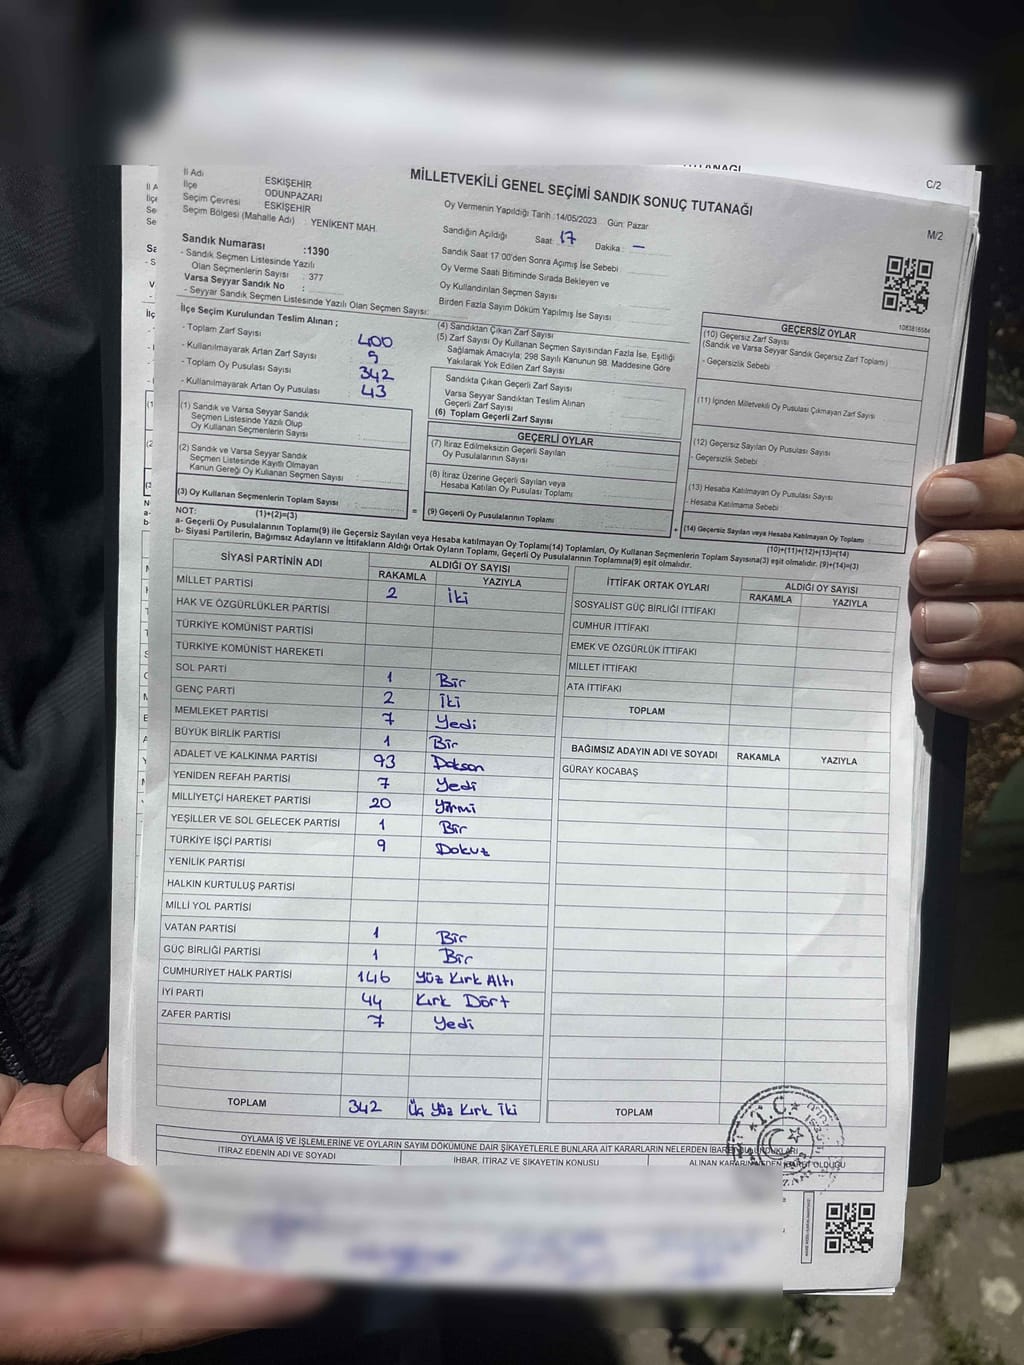 TUTANAĞI
C/2
MİLLETVEKİLİ GENEL SEÇİMİ SANDIK SONUÇ TUTANAĞI
M/2
İl Adı ESKİŞEHİR
İlçe ODUNPAZARI
Seçim Çevresi ESKİŞEHİR
Seçim Bölgesi (Mahalle Adı) : YENİKENT MAH.
Oy Vermenin Yapıldığı Tarih :14/05/2023 Gün: Pazar
Sandığın Açıldığı Saat: 17 Dakika: —
Sandık Saat 17:00'den Sonra Açımış İse Sebebi
Oy Verme Saati Bitiminde Sırada Bekleyen ve
Oy Kullandırılan Seçmen Sayısı
Birden Fazla Sayım Döküm Yapılmış İse Sayısı
Sandık Numarası :1390
- Sandık Seçmen Listesinde Yazılı
Olan Seçmenlerin Sayısı : 377
Varsa Seyyar Sandık No :
- Seyyar Sandık Seçmen Listesinde Yazılı Olan Seçmen Sayısı:
1063816564
İlçe Seçim Kurulundan Teslim Alınan ;
- Toplam Zarf Sayısı 400
- Kullanılmayarak Artan Zarf Sayısı : 9
- Toplam Oy Pusulası Sayısı 342
- Kullanılmayarak Artan Oy Pusulası : 43
(1) Sandık ve Varsa Seyyar Sandık
Seçmen Listesinde Yazılı Olup
Oy Kullanan Seçmenlerin Sayısı
(2) Sandık ve Varsa Seyyar Sandık
Seçmen Listesinde Kayıtlı Olmayan
Kanun Gereği Oy Kullanan Seçmen Sayısı
(3) Oy Kullanan Seçmenlerin Toplam Sayısı
(1)+(2)=(3)
(4) Sandıktan Çıkan Zarf Sayısı
(5) Zarf Sayısı Oy Kullanan Seçmen Sayısından Fazla İse, Eşitliği
Sağlamak Amacıyla; 298 Sayılı Kanunun 98. Maddesine Göre
Yakılarak Yok Edilen Zarf Sayısı
Sandıkta Çıkan Geçerli Zarf Sayısı
Varsa Seyyar Sandıktan Teslim Alınan
Geçerli Zarf Sayısı
(6) Toplam Geçerli Zarf Sayısı
GEÇERLİ OYLAR
(7) İtiraz Edilmeksizin Geçerli Sayılan
Oy Pusulalarının Sayısı
(8) İtiraz Üzerine Geçerli Sayılan veya
Hesaba Katılan Oy Pusulası Toplamı
= (9) Geçerli Oy Pusulalarının Toplamı
GEÇERSİZ OYLAR
(10) Geçersiz Zarf Sayısı
(Sandık ve Varsa Seyyar Sandık Geçersiz Zarf Toplamı)
- Geçersizlik Sebebi
(11) İçinden Milletvekili Oy Pusulası Çıkmayan Zarf Sayısı
(12) Geçersiz Sayılan Oy Pusulası Sayısı
- Geçersizlik Sebebi
(13) Hesaba Katılmayan Oy Pusulası Sayısı
- Hesaba Katılmama Sebebi
+ (14) Geçersiz Sayılan veya Hesaba Katılmayan Oy Toplamı
(10)+(11)+(12)+(13)=(14)
NOT:
a- Geçerli Oy Pusulalarının Toplamı(9) ile Geçersiz Sayılan veya Hesaba katılmayan Oy Toplamı(14) Toplamları, Oy Kullanan Seçmenlerin Toplam Sayısına(3) eşit olmalıdır. (9)+(14)=(3)
b- Siyasi Partilerin, Bağımsız Adayların ve İttifakların Aldığı Ortak Oyların Toplamı, Geçerli Oy Pusulalarının Toplamına(9) eşit olmalıdır.
SİYASİ PARTİNİN ADI ALDIĞI OY SAYISI
RAKAMLA YAZIYLA
MİLLET PARTİSİ 2 İki
HAK VE ÖZGÜRLÜKLER PARTİSİ
TÜRKİYE KOMÜNİST PARTİSİ
TÜRKİYE KOMÜNİST HAREKETİ
SOL PARTİ 1 Bir
GENÇ PARTİ 2 İki
MEMLEKET PARTİSİ 7 Yedi
BÜYÜK BİRLİK PARTİSİ 1 Bir
ADALET VE KALKINMA PARTİSİ 93 Doksan
YENİDEN REFAH PARTİSİ 7 Yedi
MİLLİYETÇİ HAREKET PARTİSİ 20 Yirmi
YEŞİLLER VE SOL GELECEK PARTİSİ 1 Bir
TÜRKİYE İŞÇİ PARTİSİ 9 Dokuz
YENİLİK PARTİSİ
HALKIN KURTULUŞ PARTİSİ
MİLLİ YOL PARTİSİ
VATAN PARTİSİ 1 Bir
GÜÇ BİRLİĞİ PARTİSİ 1 Bir
CUMHURİYET HALK PARTİSİ 146 Yüz Kırk Altı
İYİ PARTİ 44 Kırk Dört
ZAFER PARTİSİ 7 Yedi
TOPLAM 342 Üç Yüz Kırk İki
İTTİFAK ORTAK OYLARI ALDIĞI OY SAYISI
RAKAMLA YAZIYLA
SOSYALİST GÜÇ BİRLİĞİ İTTİFAKI
CUMHUR İTTİFAKI
EMEK VE ÖZGÜRLÜK İTTİFAKI
MİLLET İTTİFAKI
ATA İTTİFAKI
TOPLAM
BAĞIMSIZ ADAYIN ADI VE SOYADI RAKAMLA YAZIYLA
GÜRAY KOCABAŞ
TOPLAM
T.C.
OYLAMA İŞ VE İŞLEMLERİNE VE OYLARIN SAYIM DÖKÜMÜNE DAİR ŞİKAYETLERLE BUNLARA AİT KARARLARIN NELERDEN İBARET
İTİRAZ EDENİN ADI VE SOYADI İHBAR, İTİRAZ VE ŞİKAYETİN KONUSU ALINAN KARARIN NEDEN İBARET OLDUĞU